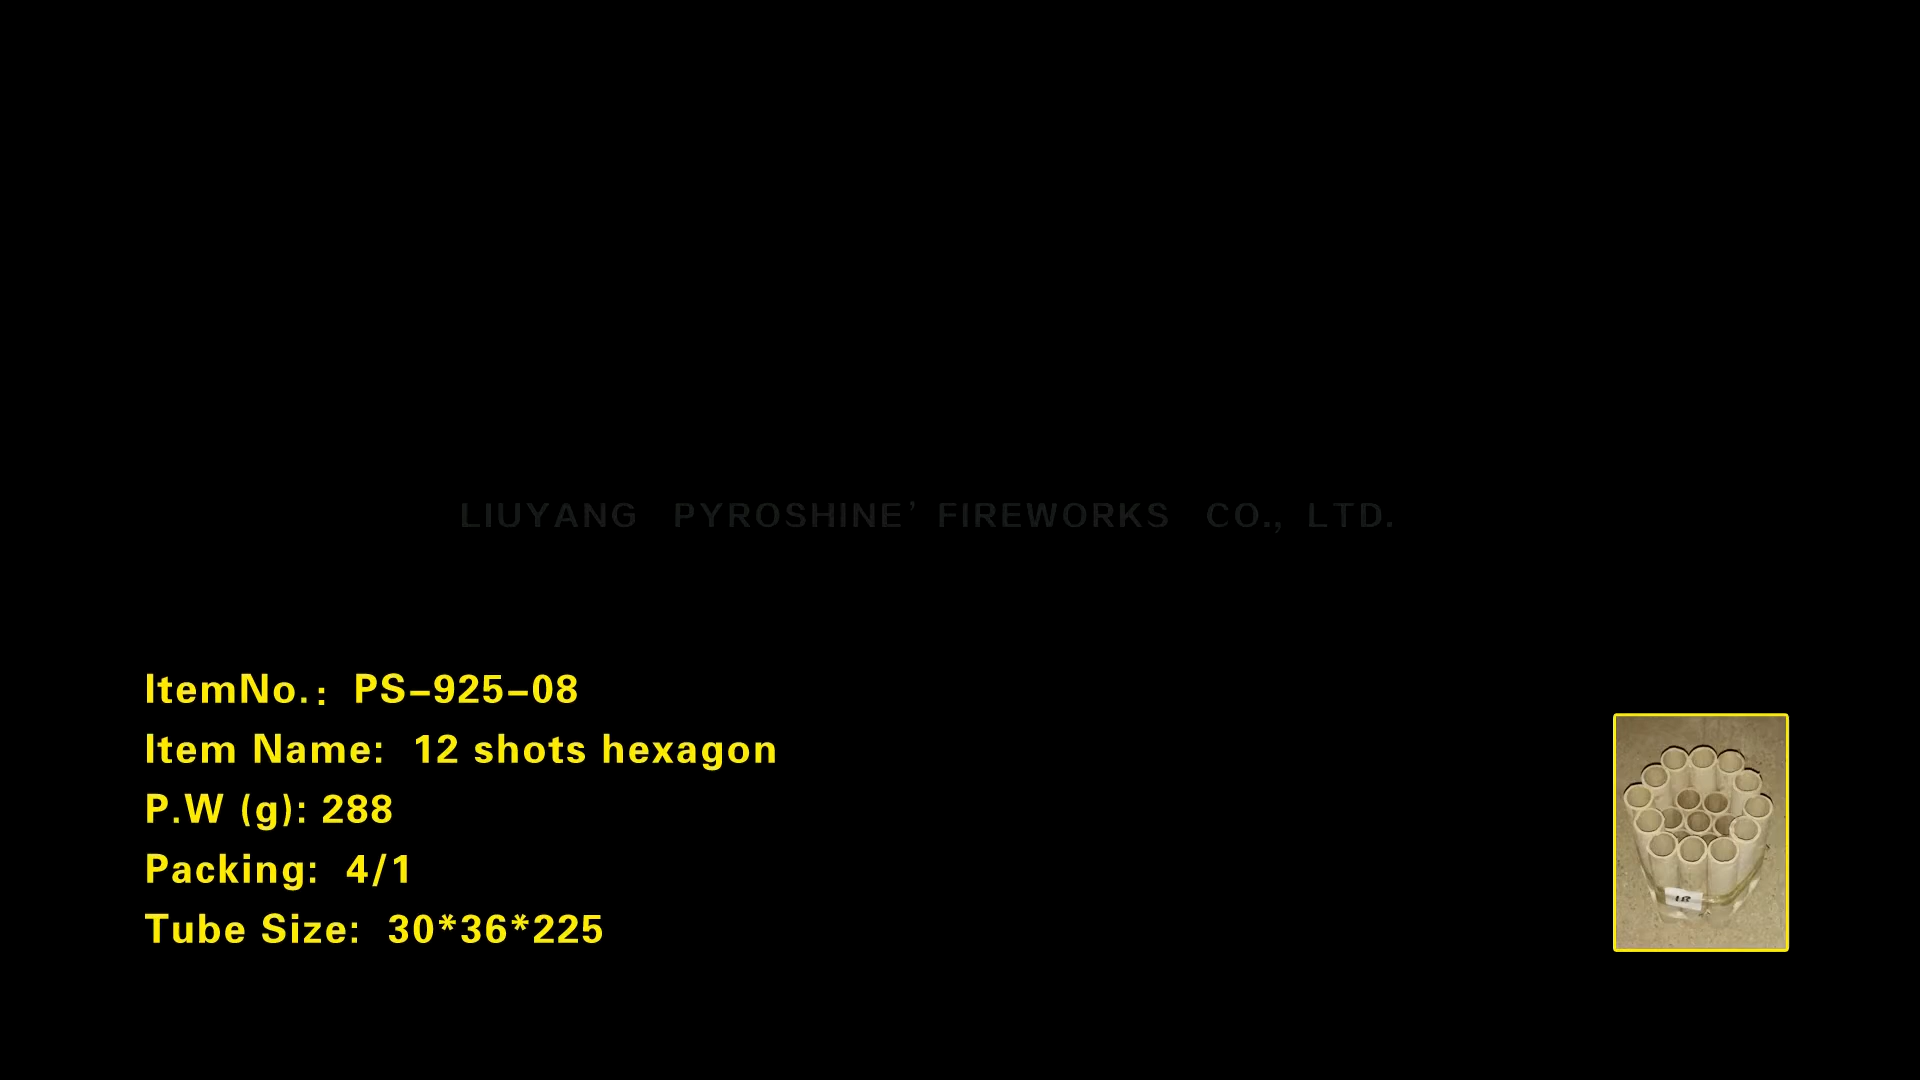 LIUYANG PYROSHINE’ FIREWORKS CO., LTD.
ItemNo.: PS–925–08
Item Name: 12 shots hexagon
P.W (g): 288
Packing: 4/1
Tube Size: 30*36*225